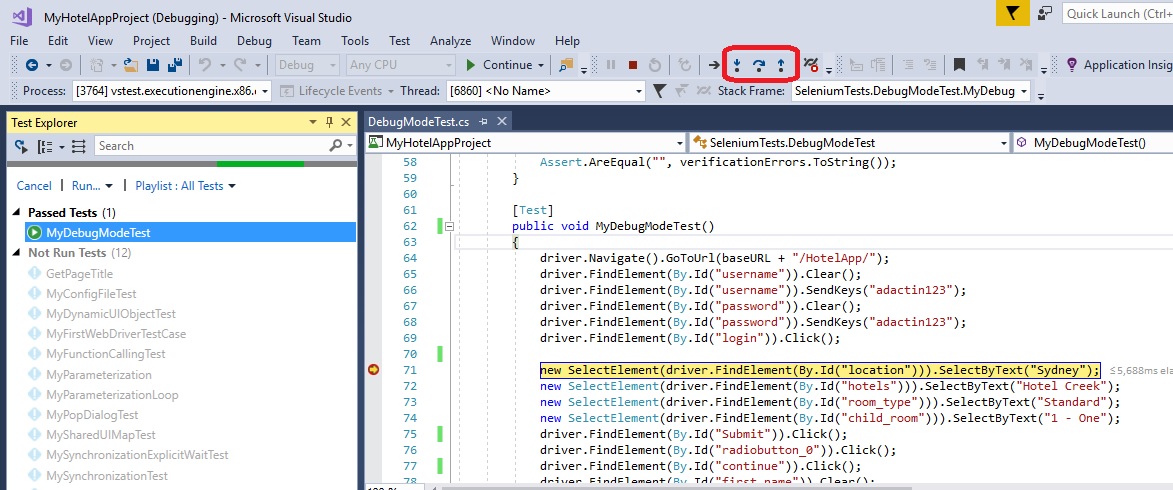 MyHotelAppProject (Debugging) - Microsoft Visual Studio
Quick Launch (Ctrl+
File Edit View Project Build Debug Team Tools Test Analyze Window Help
Debug Any CPU Continue Application Insig
Process: [3764] vstest.executionengine.x86.e Lifecycle Events Thread: [6860] <No Name> Stack Frame: SeleniumTests.DebugModeTest.MyDebug
Test Explorer
Search
Cancel Run... Playlist : All Tests
Passed Tests (1)
MyDebugModeTest
Not Run Tests (12)
GetPageTitle
MyConfigFileTest
MyDynamicUIObjectTest
MyFirstWebDriverTestCase
MyFunctionCallingTest
MyParameterization
MyParameterizationLoop
MyPopDialogTest
MySharedUIMapTest
MySynchronizationExplicitWaitTest
MySynchronizationTest
DebugModeTest.cs
MyHotelAppProject SeleniumTests.DebugModeTest MyDebugModeTest()
58 Assert.AreEqual("", verificationErrors.ToString());
59 }
60
61 [Test]
62 public void MyDebugModeTest()
63 {
64 driver.Navigate().GoToUrl(baseURL + "/HotelApp/");
65 driver.FindElement(By.Id("username")).Clear();
66 driver.FindElement(By.Id("username")).SendKeys("adactin123");
67 driver.FindElement(By.Id("password")).Clear();
68 driver.FindElement(By.Id("password")).SendKeys("adactin123");
69 driver.FindElement(By.Id("login")).Click();
70
71 new SelectElement(driver.FindElement(By.Id("location"))).SelectByText("Sydney"); ≤5,688ms ela
72 new SelectElement(driver.FindElement(By.Id("hotels"))).SelectByText("Hotel Creek");
73 new SelectElement(driver.FindElement(By.Id("room_type"))).SelectByText("Standard");
74 new SelectElement(driver.FindElement(By.Id("child_room"))).SelectByText("1 - One");
75 driver.FindElement(By.Id("Submit")).Click();
76 driver.FindElement(By.Id("radiobutton_0")).Click();
77 driver.FindElement(By.Id("continue")).Click();
78 driver.FindElement(By.Id("first_name")).Clear();